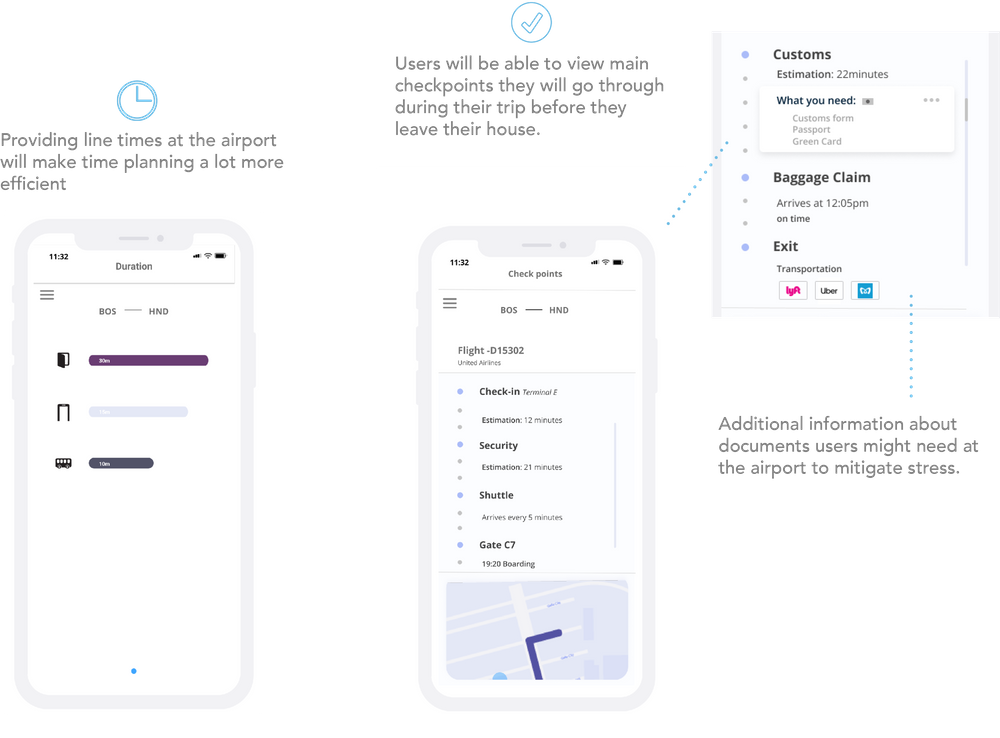 Providing line times at the airport
will make time planning a lot more
efficient
11:32
Duration
BOS
HND
30m
10m
Users will be able to view main
checkpoints they will go through
during their trip before they
leave their house.
11:32
Check points
BOS
HND
Flight -D15302
United Airlines
Check-in Terminal E
Estimation: 12 minutes
Security
Estimation: 21 minutes
Shuttle
Arrives every 5 minutes
Gate C7
19:20 Boarding
Customs
Estimation: 22minutes
What you need:
Customs form
Passport
Green Card
Baggage Claim
Arrives at 12:05pm
on time
Exit
Transportation
lyft
Uber
Additional information about
documents users might need at
the airport to mitigate stress.